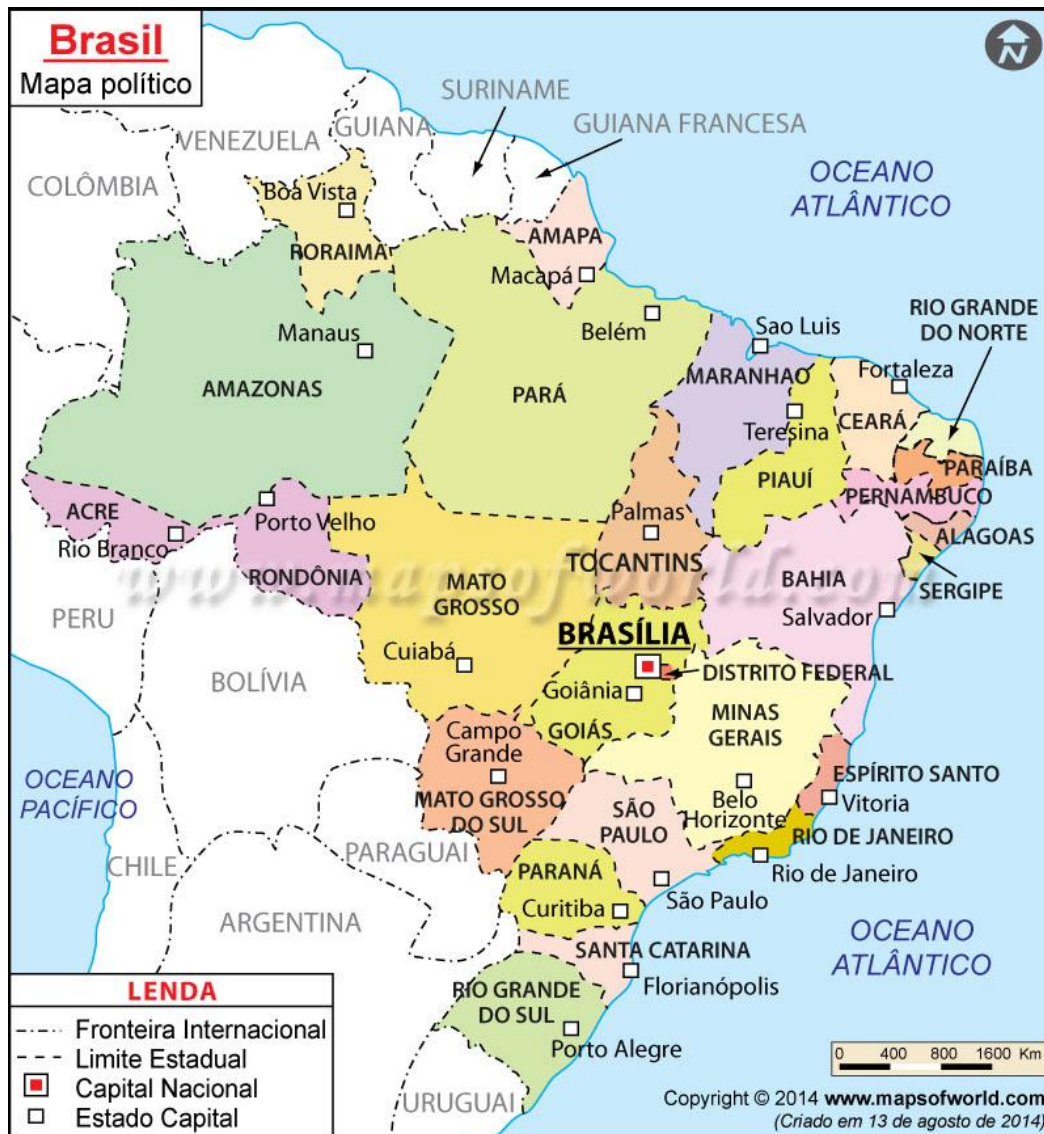 Brasil
Mapa político
N
SURINAME
GUIANA
GUIANA FRANCESA
VENEZUELA
COLÔMBIA
OCEANO
ATLÂNTICO
Boa Vista
RORAIMA
AMAPA
Macapá
Belém
Manaus
AMAZONAS
PARÁ
Sao Luis
MARANHAO
RIO GRANDE
DO NORTE
Fortaleza
CEARÁ
Teresina
PIAUÍ
PARAÍBA
PERNAMBUCO
ALAGOAS
SERGIPE
ACRE
Rio Branco
Porto Velho
RONDÔNIA
Palmas
TOCANTINS
MATO
GROSSO
BAHIA
Salvador
www.mapsofworld.com
PERU
BOLÍVIA
Cuiabá
BRASÍLIA
DISTRITO FEDERAL
Goiânia
GOIÁS
MINAS
GERAIS
Belo
Horizonte
Campo
Grande
MATO GROSSO
DO SUL
ESPÍRITO SANTO
Vitoria
SÃO
PAULO
RIO DE JANEIRO
Rio de Janeiro
São Paulo
OCEANO
PACÍFICO
CHILE
PARAGUAI
PARANÁ
Curitiba
ARGENTINA
SANTA CATARINA
Florianópolis
OCEANO
ATLÂNTICO
RIO GRANDE
DO SUL
Porto Alegre
URUGUAI
LENDA
Fronteira Internacional
Limite Estadual
Capital Nacional
Estado Capital
0 400 800 1600 Km
Copyright © 2014 www.mapsofworld.com
(Criado em 13 de agosto de 2014)